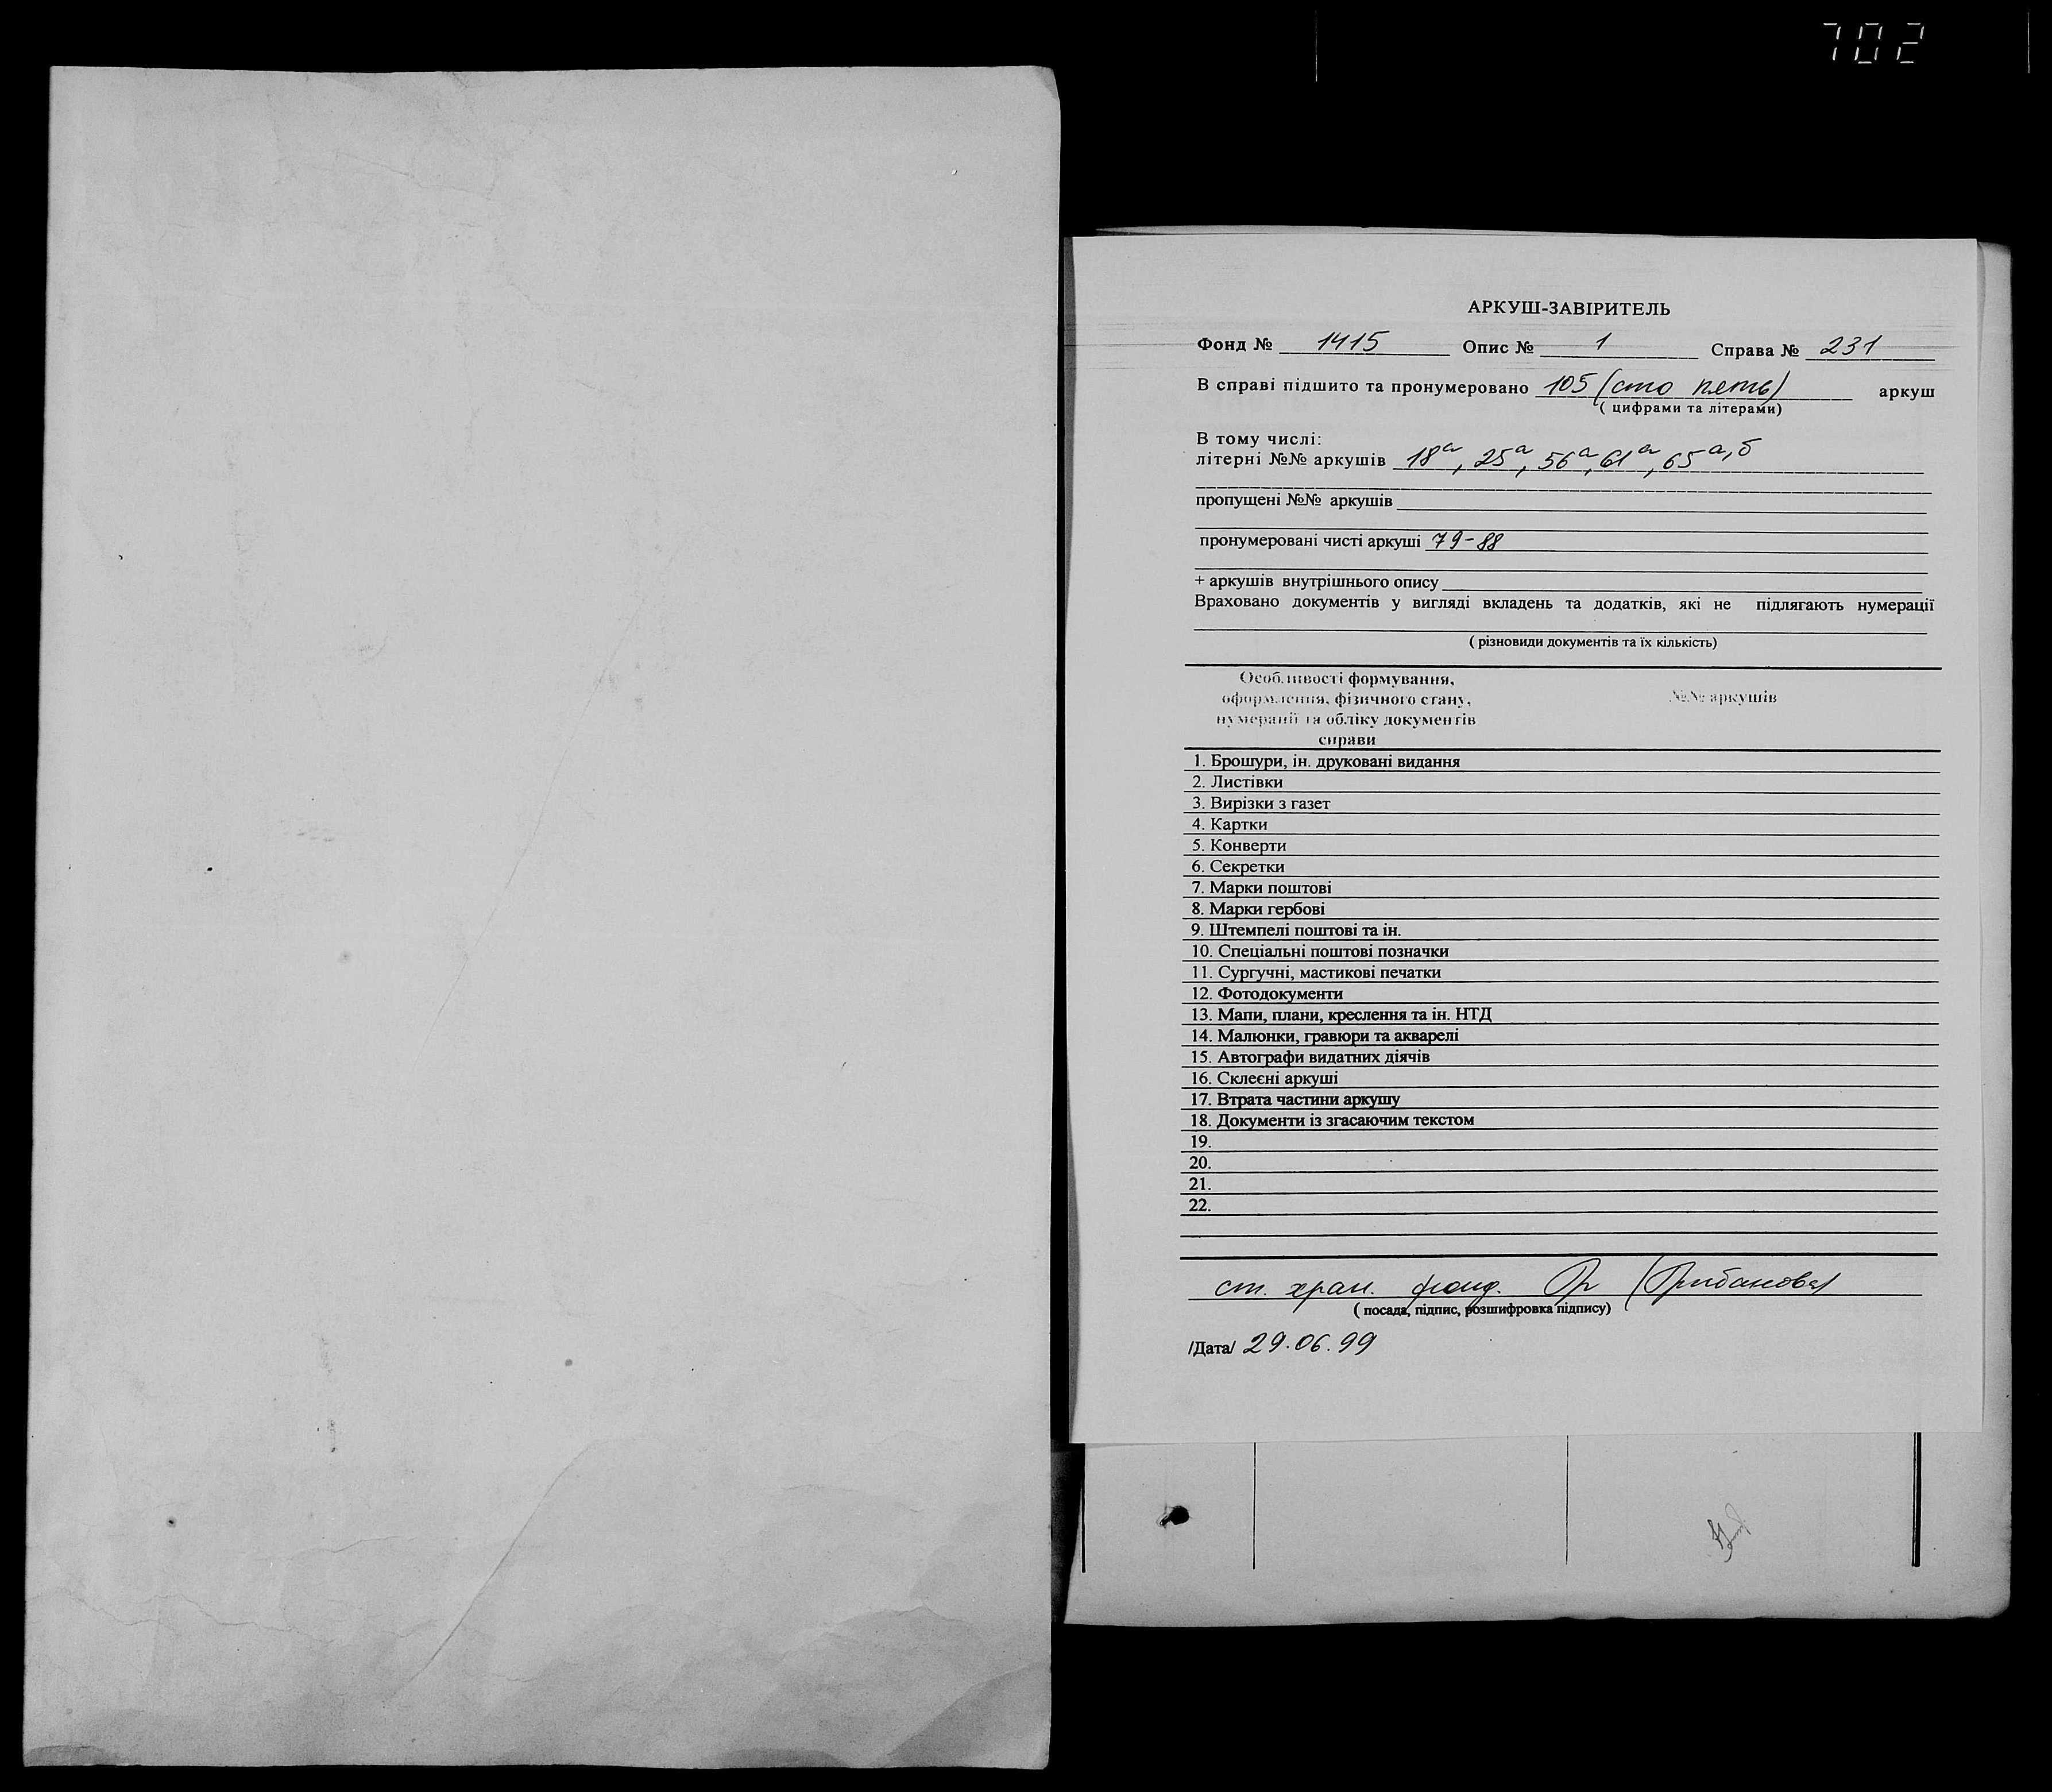 702
АРКУШ-ЗАВІРИТЕЛЬ
Фонд № 1415 Опис № 1 Справа № 231
В справі підшито та пронумеровано 105 (сто пять) аркуш
( цифрами та літерами)
В тому числі:
літерні №№ аркушів 18а, 25а, 56а, 61а, 65а, б
пропущені №№ аркушів
пронумеровані чисті аркуші 79-88
+ аркушів внутрішнього опису
Враховано документів у вигляді вкладень та додатків, які не підлягають нумерації
( різновиди документів та їх кількість)
Особливості формування, №№ аркушів
оформлення, фізичного стану,
нумерації та обліку документів
справи
1. Брошури, ін. друковані видання
2. Листівки
3. Вирізки з газет
4. Картки
5. Конверти
6. Секретки
7. Марки поштові
8. Марки гербові
9. Штемпелі поштові та ін.
10. Спеціальні поштові позначки
11. Сургучні, мастикові печатки
12. Фотодокументи
13. Мапи, плани, креслення та ін. НТД
14. Малюнки, гравюри та акварелі
15. Автографи видатних діячів
16. Склеєні аркуші
17. Втрата частини аркушу
18. Документи із згасаючим текстом
19.
20.
21.
22.
ст. хран. фонд.
( посада, підпис, розшифровка підпису)
/Дата/ 29.06.99